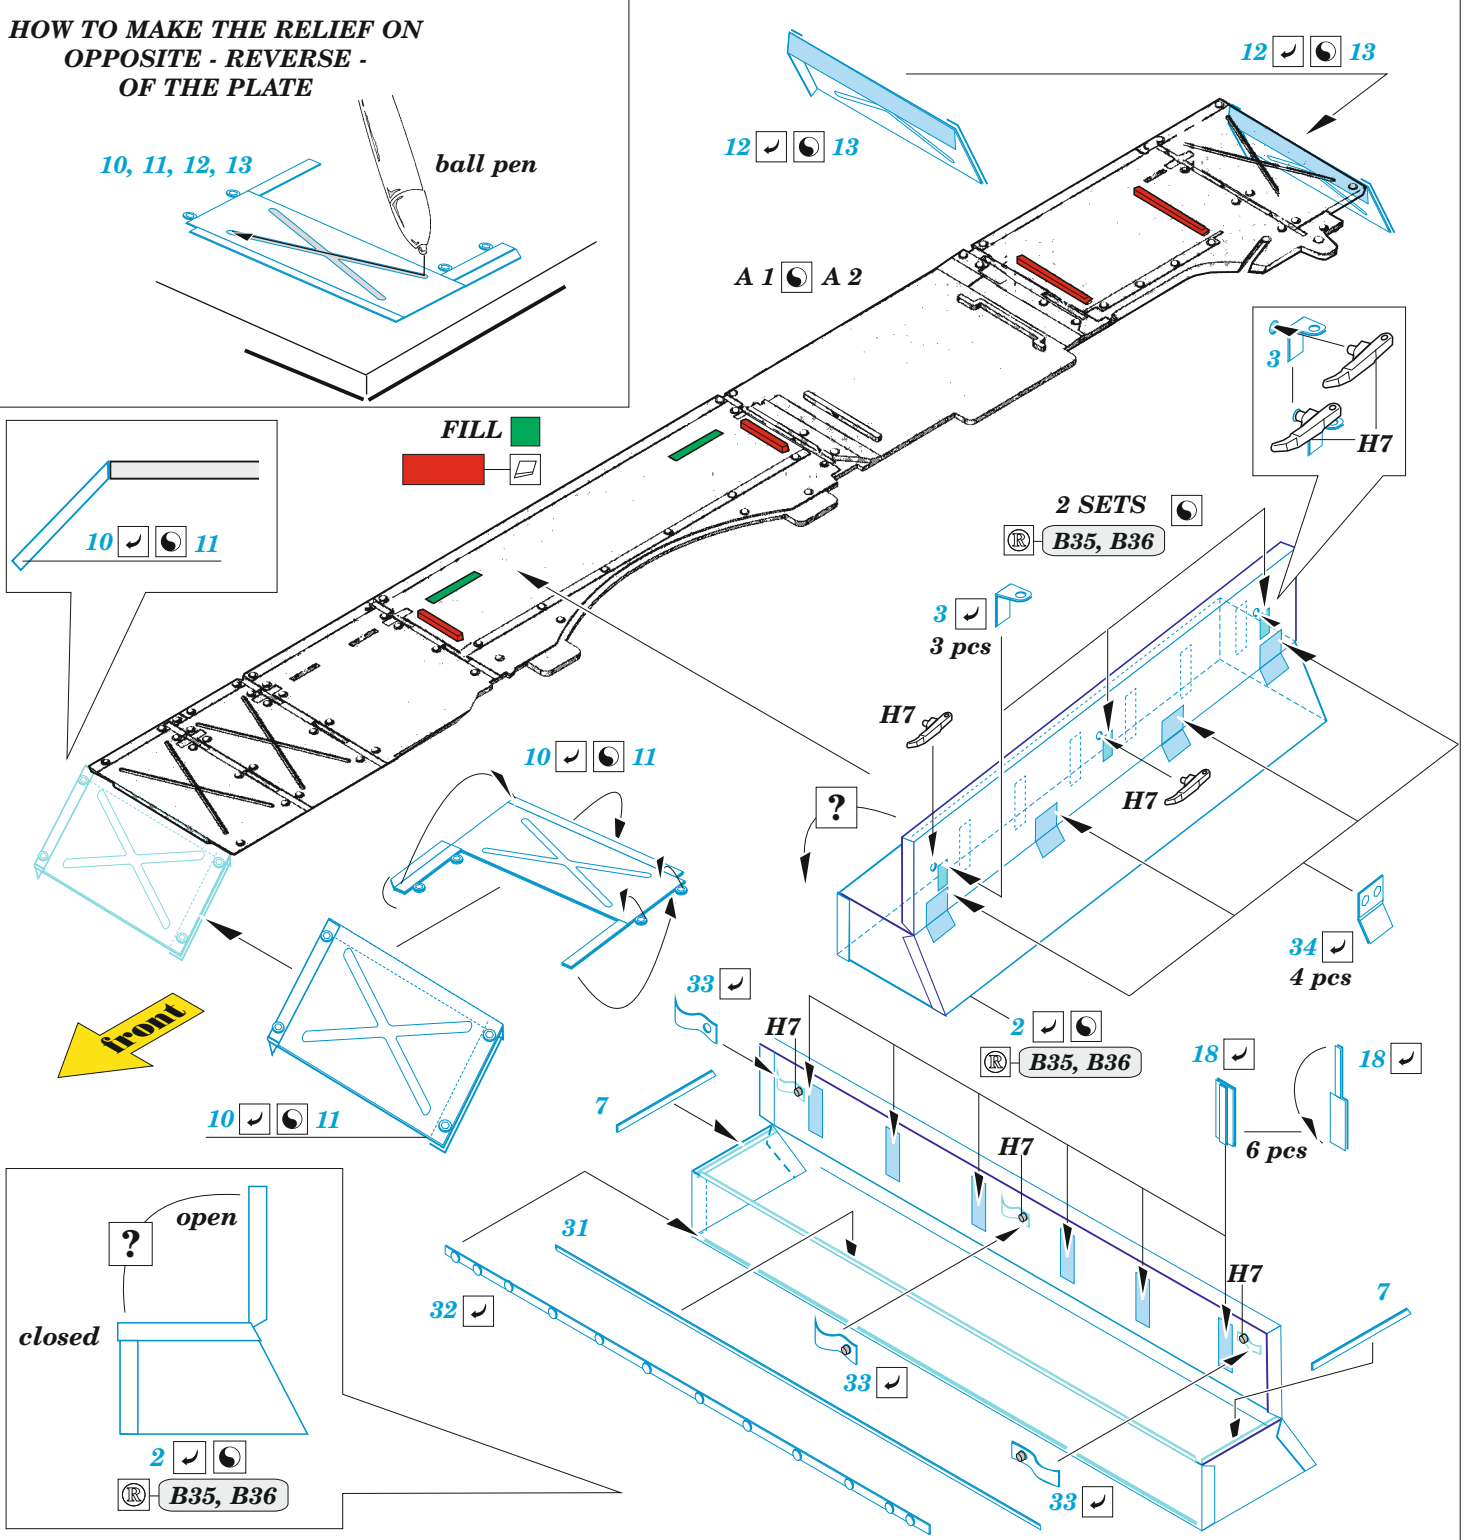 HOW TO MAKE THE RELIEF ON
OPPOSITE - REVERSE -
OF THE PLATE
10, 11, 12, 13
ball pen
12 13
12 13
A 1 A 2
3
H7
FILL
10 11
2 SETS
® B35, B36
3
3 pcs
H7
H7
10 11
?
34
4 pcs
front
10 11
33
H7
2
® B35, B36
18
18
6 pcs
7
H7
31
H7
7
32
33
33
open
?
closed
2
® B35, B36